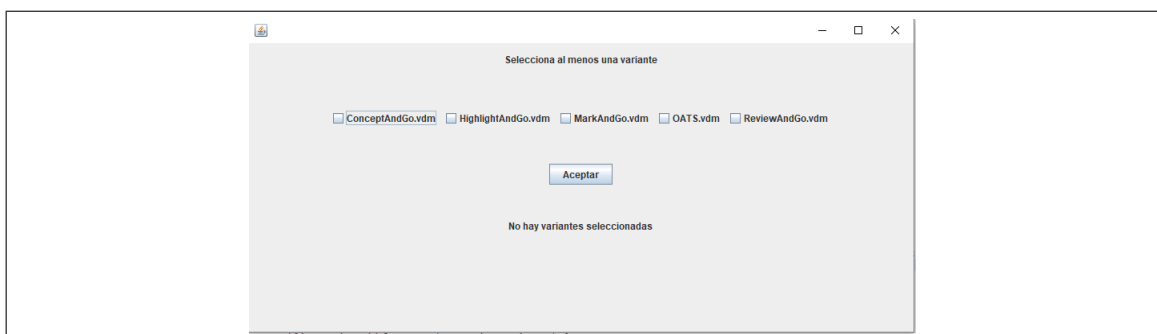 Selecciona al menos una variante
ConceptAndGo.vdm HighlightAndGo.vdm MarkAndGo.vdm OATS.vdm ReviewAndGo.vdm
Aceptar
No hay variantes seleccionadas